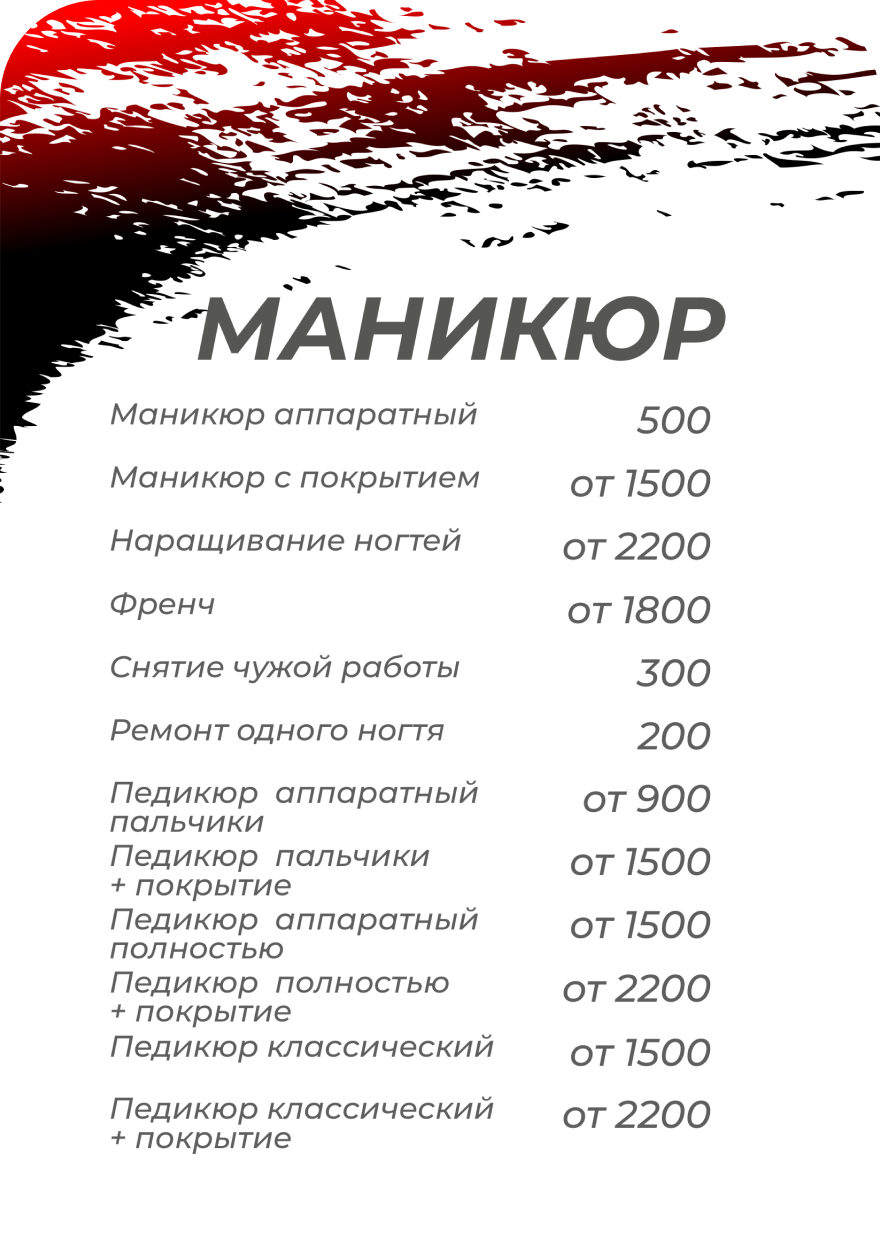 МАНИКЮР
Маникюр аппаратный 500
Маникюр с покрытием от 1500
Наращивание ногтей от 2200
Френч от 1800
Снятие чужой работы 300
Ремонт одного ногтя 200
Педикюр аппаратный от 900
пальчики
Педикюр пальчики от 1500
+ покрытие
Педикюр аппаратный от 1500
полностью
Педикюр полностью от 2200
+ покрытие
Педикюр классический от 1500
Педикюр классический от 2200
+ покрытие